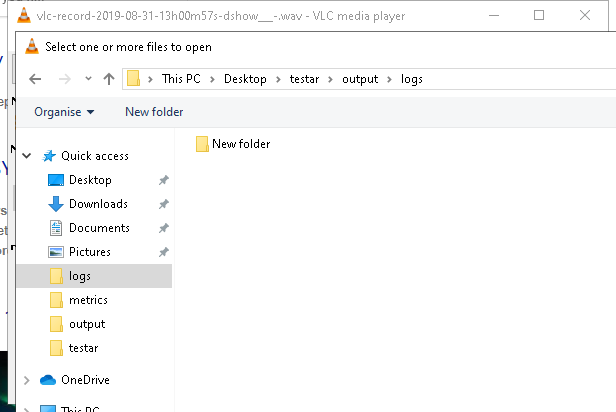 vlc-record-2019-08-31-13h00m57s-dshow___-.wav - VLC media player
Select one or more files to open
This PC > Desktop > testar > output > logs
Organise New folder
New folder
Quick access
Desktop
Downloads
Documents
Pictures
logs
metrics
output
testar
OneDrive
This PC